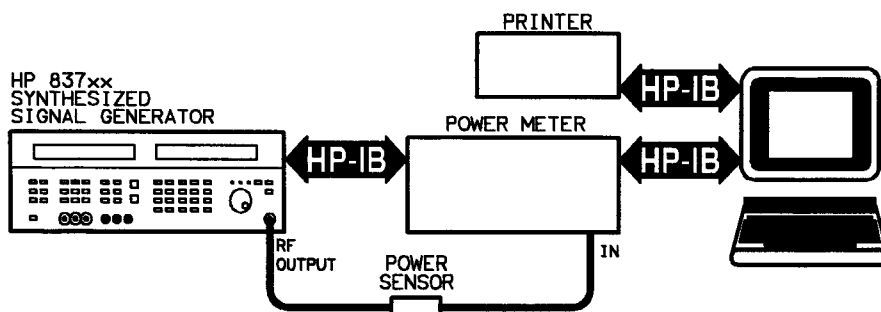 PRINTER
HP 837xx
SYNTHESIZED
SIGNAL GENERATOR
HP-IB
POWER METER
HP-IB
HP-IB
RF
OUTPUT
POWER
SENSOR
IN